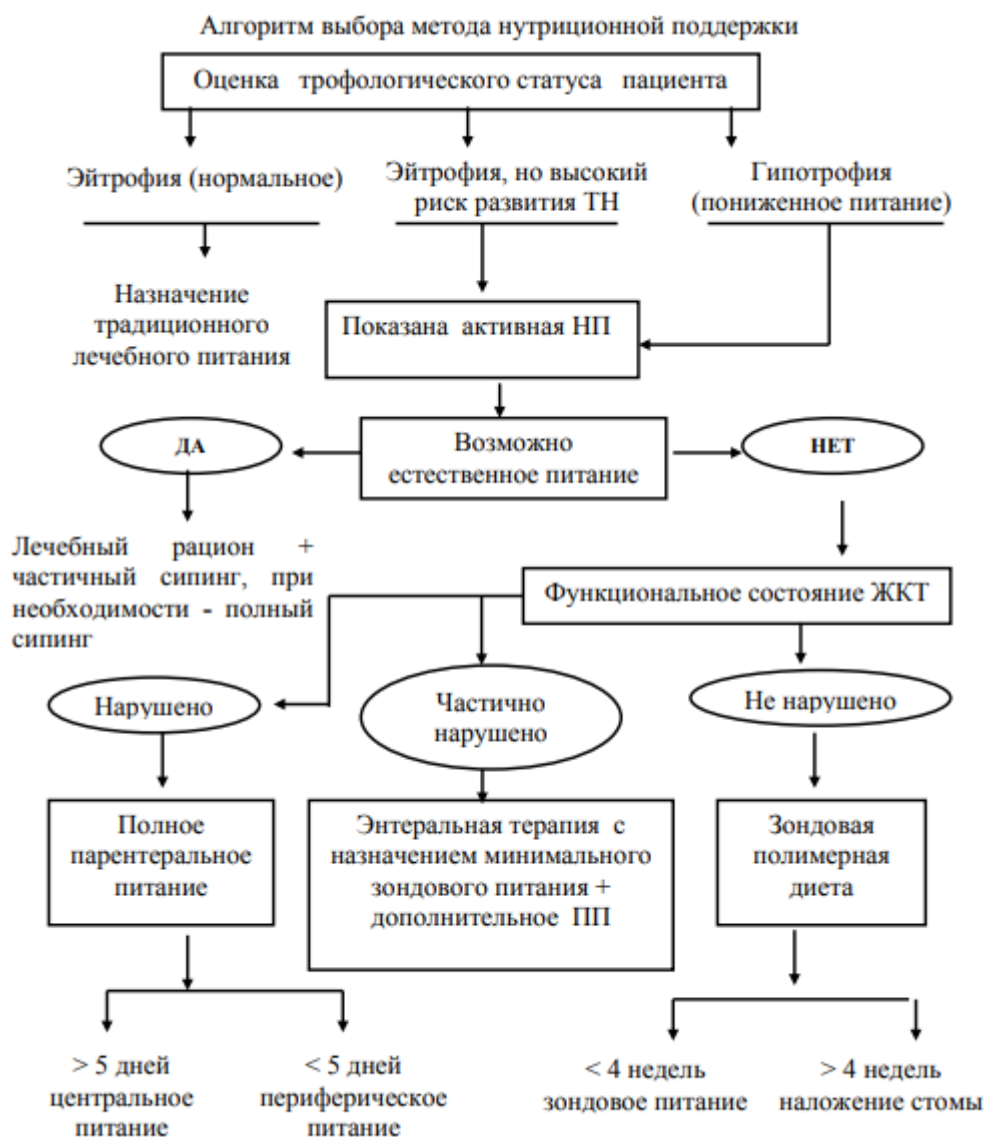 Алгоритм выбора метода нутриционной поддержки
Оценка трофологического статуса пациента
Эйтрофия (нормальное)
Эйтрофия, но высокий
риск развития ТН
Гипотрофия
(пониженное питание)
Назначение
традиционного
лечебного питания
Показана активная НП
ДА
Возможно
естественное питание
НЕТ
Лечебный рацион +
частичный сипинг, при
необходимости - полный
сипинг
Функциональное состояние ЖКТ
Нарушено
Частично
нарушено
Не нарушено
Полное
парентеральное
питание
Энтеральная терапия с
назначением минимального
зондового питания +
дополнительное ПП
Зондовая
полимерная
диета
> 5 дней
центральное
питание
< 5 дней
периферическое
питание
< 4 недель
зондовое питание
> 4 недель
наложение стомы